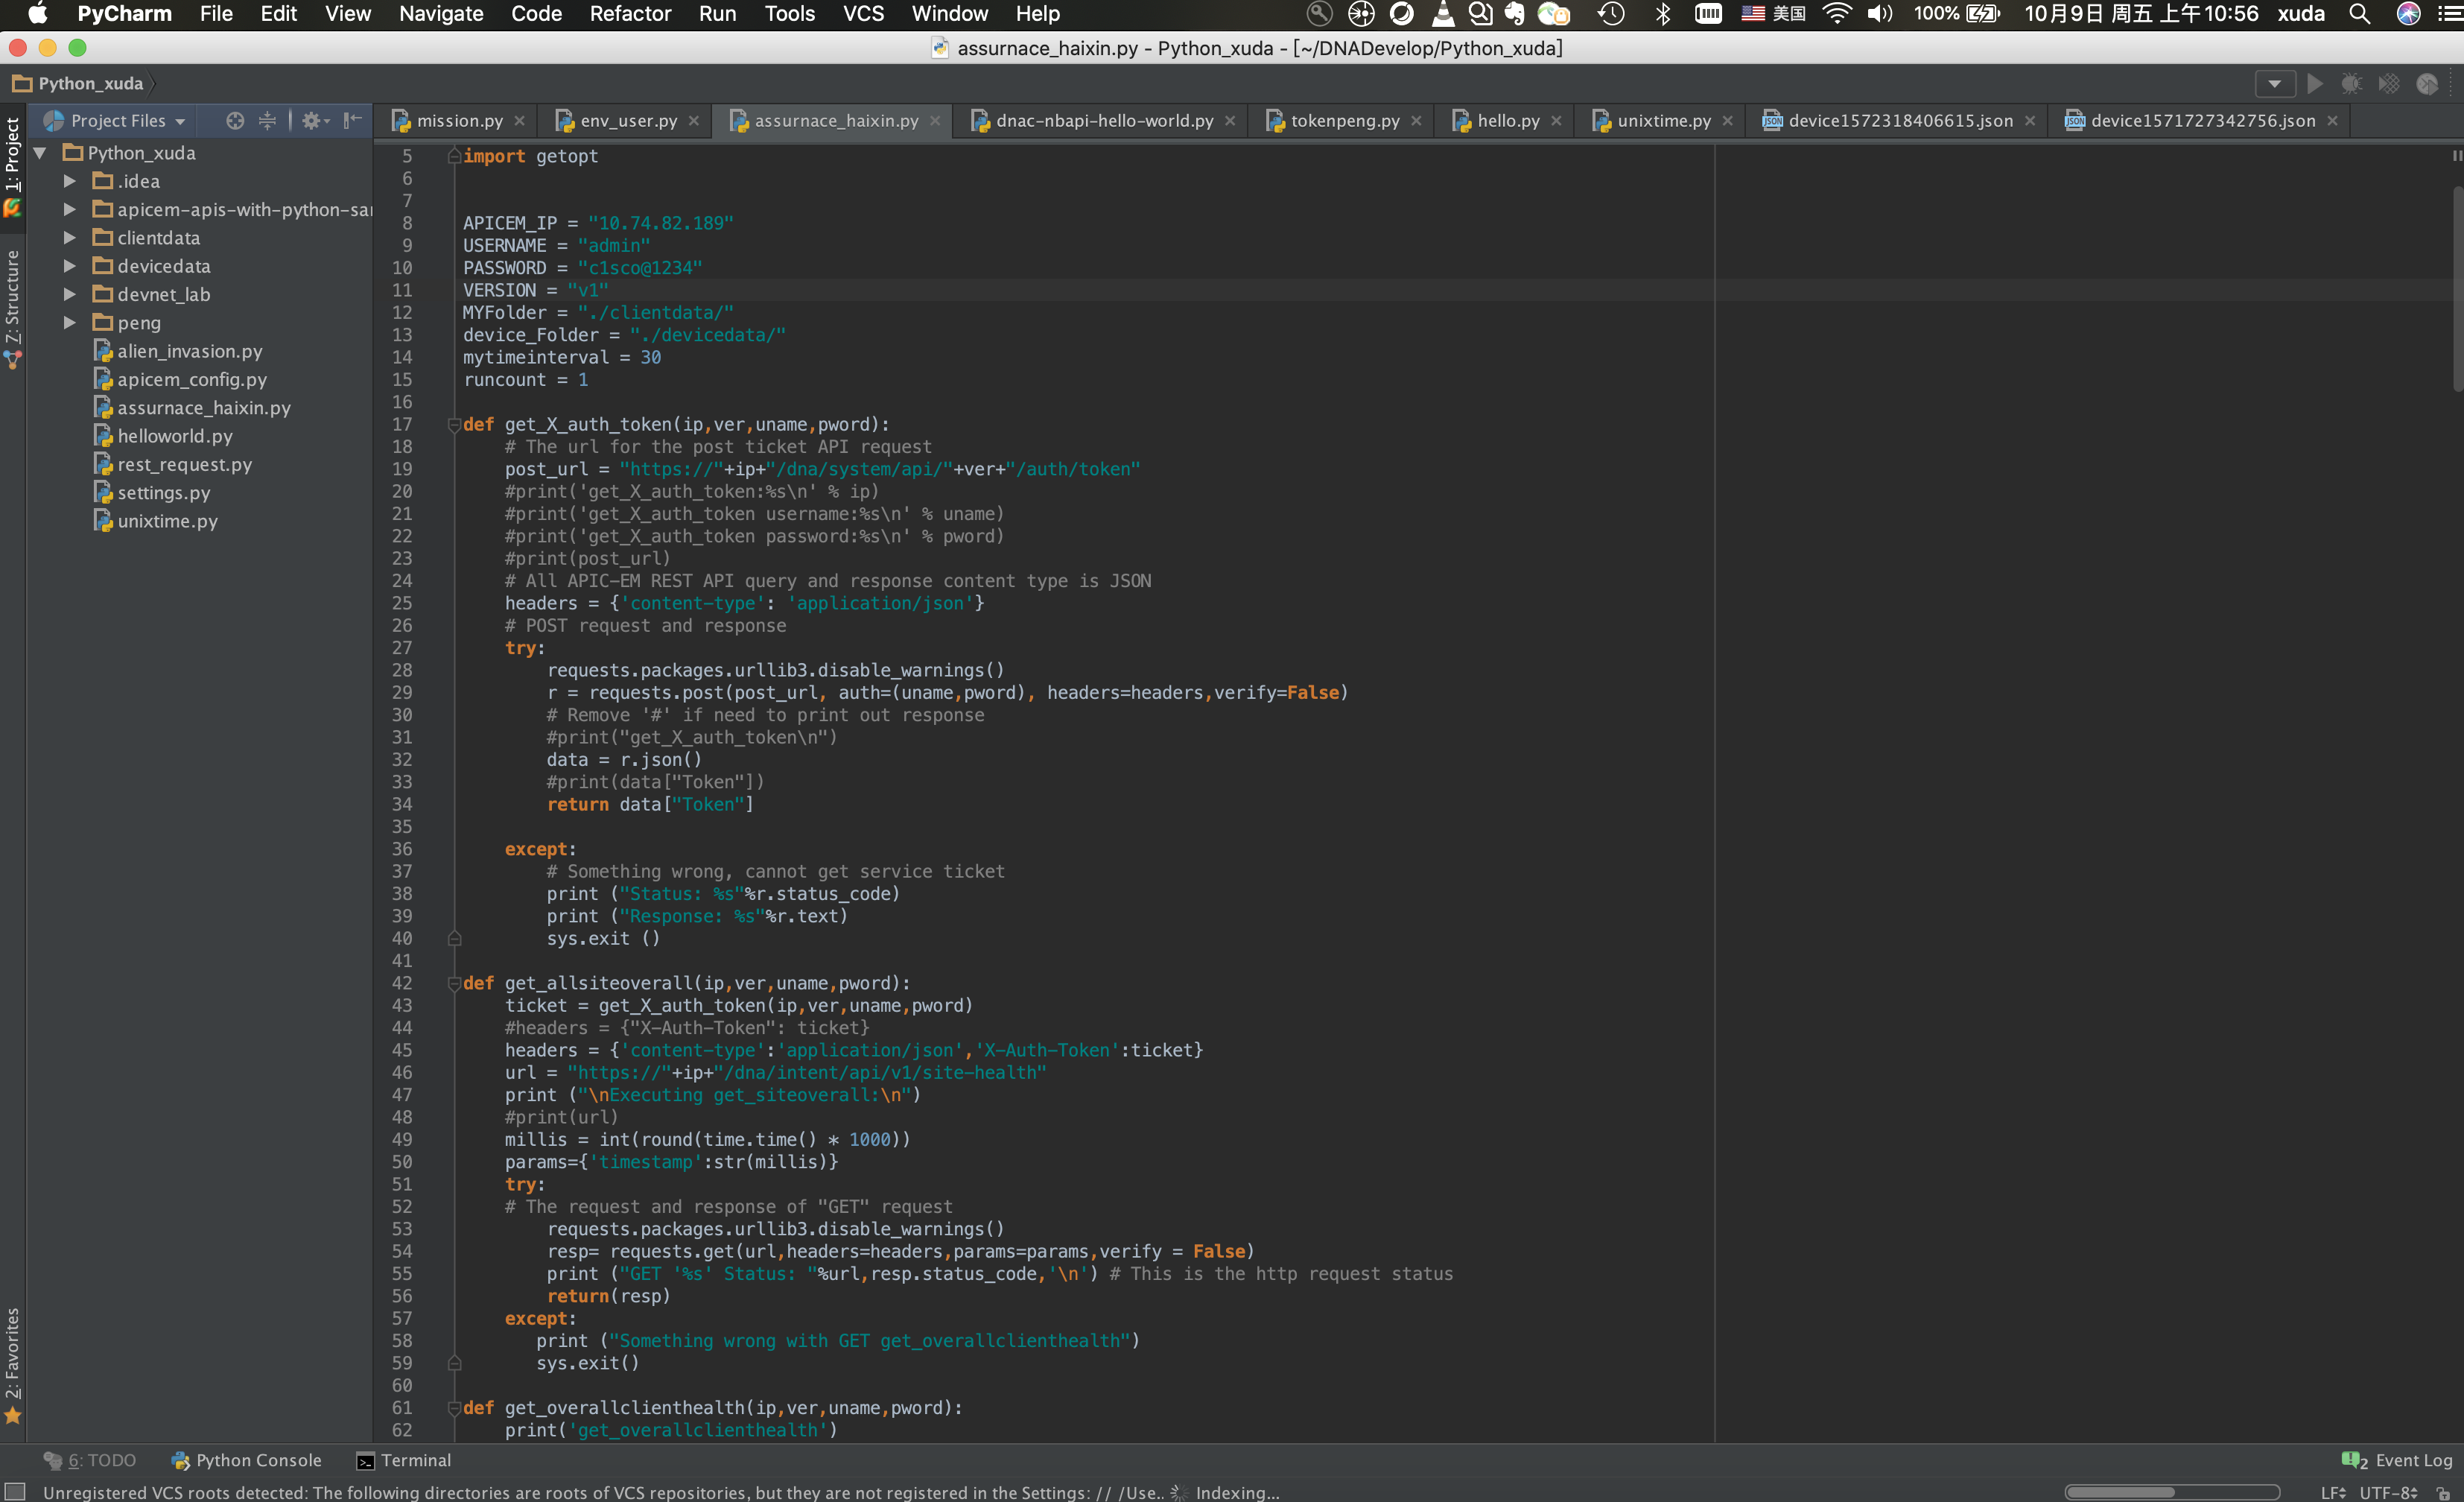 PyCharm File Edit View Navigate Code Refactor Run Tools VCS Window Help 美国 100% 10月9日 周五 上午10:56 xuda
assurnace_haixin.py - Python_xuda - [~/DNADevelop/Python_xuda]
Python_xuda
Project Files
mission.py env_user.py assurnace_haixin.py dnac-nbapi-hello-world.py tokenpeng.py hello.py unixtime.py device1572318406615.json device1571727342756.json
1: Project
7: Structure
2: Favorites
Python_xuda
.idea
apicem-apis-with-python-sa
clientdata
devicedata
devnet_lab
peng
alien_invasion.py
apicem_config.py
assurnace_haixin.py
helloworld.py
rest_request.py
settings.py
unixtime.py
5 import getopt
6
7
8 APICEM_IP = "10.74.82.189"
9 USERNAME = "admin"
10 PASSWORD = "c1sco@1234"
11 VERSION = "v1"
12 MYFolder = "./clientdata/"
13 device_Folder = "./devicedata/"
14 mytimeinterval = 30
15 runcount = 1
16
17 def get_X_auth_token(ip,ver,uname,pword):
18 # The url for the post ticket API request
19 post_url = "https://"+ip+"/dna/system/api/"+ver+"/auth/token"
20 #print('get_X_auth_token:%s\n' % ip)
21 #print('get_X_auth_token username:%s\n' % uname)
22 #print('get_X_auth_token password:%s\n' % pword)
23 #print(post_url)
24 # All APIC-EM REST API query and response content type is JSON
25 headers = {'content-type': 'application/json'}
26 # POST request and response
27 try:
28 requests.packages.urllib3.disable_warnings()
29 r = requests.post(post_url, auth=(uname,pword), headers=headers,verify=False)
30 # Remove '#' if need to print out response
31 #print("get_X_auth_token\n")
32 data = r.json()
33 #print(data["Token"])
34 return data["Token"]
35
36 except:
37 # Something wrong, cannot get service ticket
38 print ("Status: %s"%r.status_code)
39 print ("Response: %s"%r.text)
40 sys.exit ()
41
42 def get_allsiteoverall(ip,ver,uname,pword):
43 ticket = get_X_auth_token(ip,ver,uname,pword)
44 #headers = {"X-Auth-Token": ticket}
45 headers = {'content-type':'application/json','X-Auth-Token':ticket}
46 url = "https://"+ip+"/dna/intent/api/v1/site-health"
47 print ("\nExecuting get_siteoverall:\n")
48 #print(url)
49 millis = int(round(time.time() * 1000))
50 params={'timestamp':str(millis)}
51 try:
52 # The request and response of "GET" request
53 requests.packages.urllib3.disable_warnings()
54 resp= requests.get(url,headers=headers,params=params,verify = False)
55 print ("GET '%s' Status: "%url,resp.status_code,'\n') # This is the http request status
56 return(resp)
57 except:
58 print ("Something wrong with GET get_overallclienthealth")
59 sys.exit()
60
61 def get_overallclienthealth(ip,ver,uname,pword):
62 print('get_overallclienthealth')
6: TODO Python Console Terminal 2 Event Log
Unregistered VCS roots detected: The following directories are roots of VCS repositories, but they are not registered in the Settings: // /Use.. Indexing... LF UTF-8